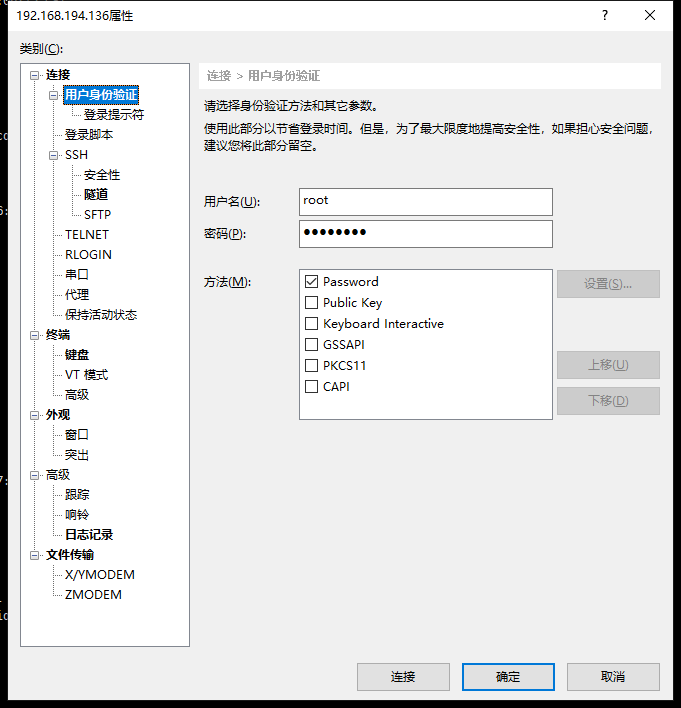 192.168.194.136属性
?
类别(C):
连接
用户身份验证
登录提示符
登录脚本
SSH
安全性
隧道
SFTP
TELNET
RLOGIN
串口
代理
保持活动状态
终端
键盘
VT 模式
高级
外观
窗口
突出
高级
跟踪
响铃
日志记录
文件传输
X/YMODEM
ZMODEM
连接 > 用户身份验证
请选择身份验证方法和其它参数。
使用此部分以节省登录时间。但是，为了最大限度地提高安全性，如果担心安全问题，
建议您将此部分留空。
用户名(U):
root
密码(P):
●●●●●●●●
方法(M):
Password
Public Key
Keyboard Interactive
GSSAPI
PKCS11
CAPI
设置(S)...
上移(U)
下移(D)
连接
确定
取消